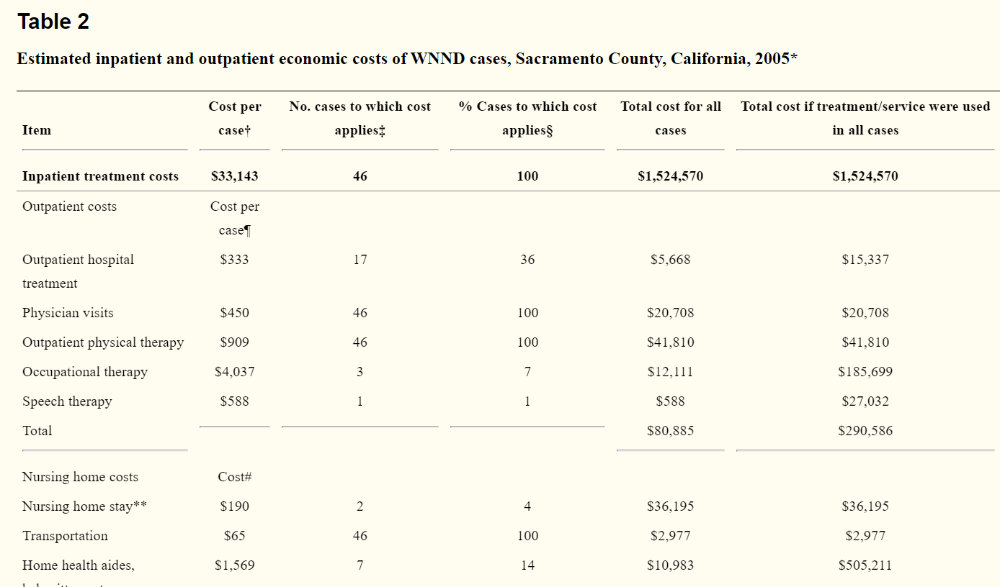 Table 2
Estimated inpatient and outpatient economic costs of WNND cases, Sacramento County, California, 2005*
Cost per No. cases to which cost % Cases to which cost Total cost for all Total cost if treatment/service were used
Item case† applies‡ applies§ cases in all cases
Inpatient treatment costs $33,143 46 100 $1,524,570 $1,524,570
Outpatient costs Cost per
case¶
Outpatient hospital $333 17 36 $5,668 $15,337
treatment
Physician visits $450 46 100 $20,708 $20,708
Outpatient physical therapy $909 46 100 $41,810 $41,810
Occupational therapy $4,037 3 7 $12,111 $185,699
Speech therapy $588 1 1 $588 $27,032
Total $80,885 $290,586
Nursing home costs Cost#
Nursing home stay** $190 2 4 $36,195 $36,195
Transportation $65 46 100 $2,977 $2,977
Home health aides, $1,569 7 14 $10,983 $505,211